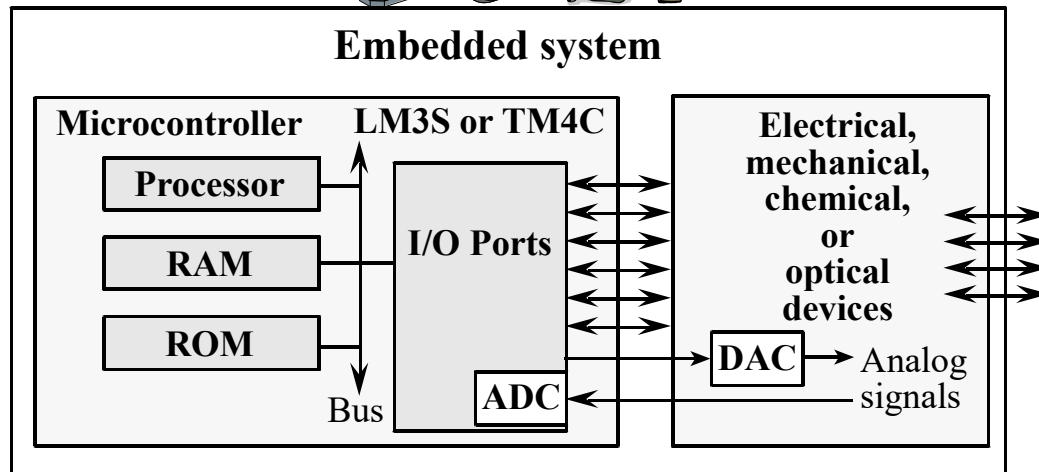 Embedded system
Microcontroller
LM3S or TM4C
Processor
RAM
ROM
Bus
I/O Ports
ADC
Electrical,
mechanical,
chemical,
or
optical
devices
DAC
Analog
signals